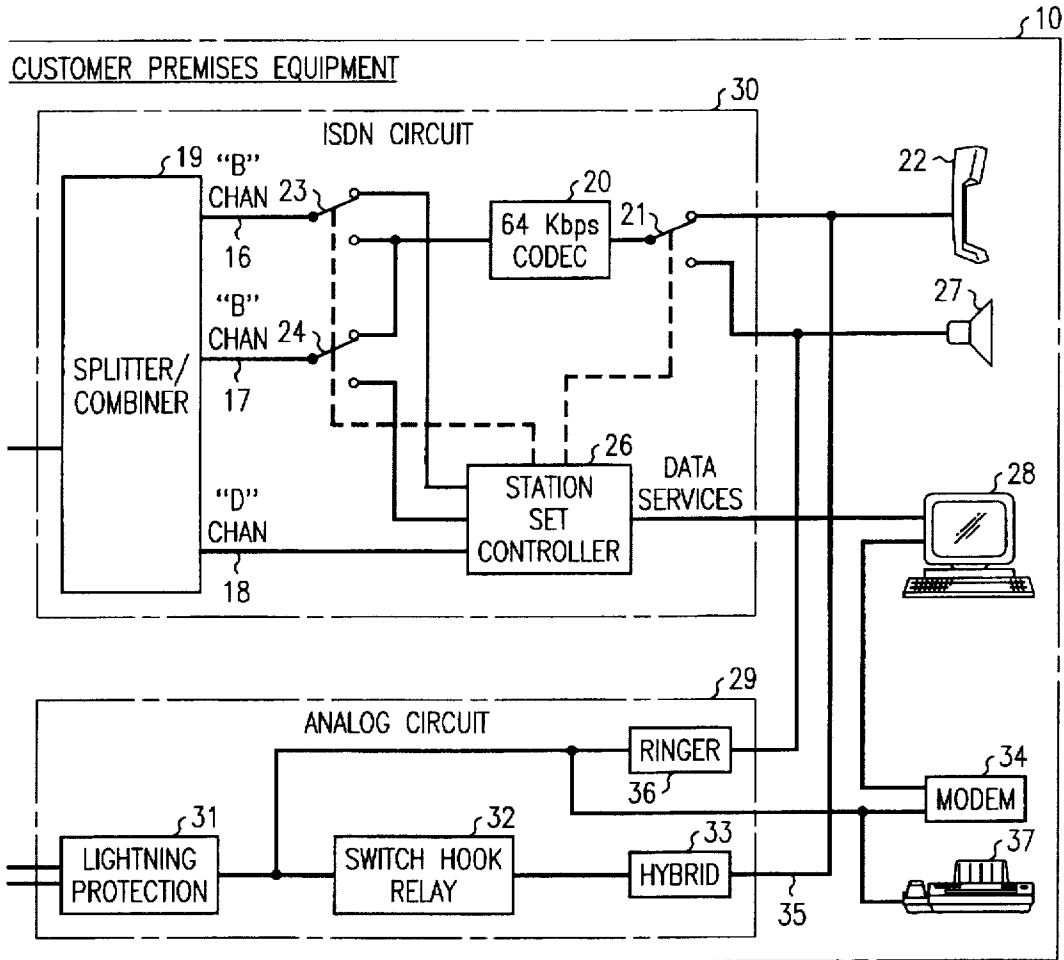 10
CUSTOMER PREMISES EQUIPMENT
30
ISDN CIRCUIT
19
"B"
CHAN
16
23
20
64 Kbps
CODEC
21
22
"B"
CHAN
17
24
27
SPLITTER/
COMBINER
26
STATION
SET
CONTROLLER
DATA
SERVICES
28
"D"
CHAN
18
29
ANALOG CIRCUIT
RINGER
36
34
MODEM
31
LIGHTNING
PROTECTION
32
SWITCH HOOK
RELAY
33
HYBRID
35
37